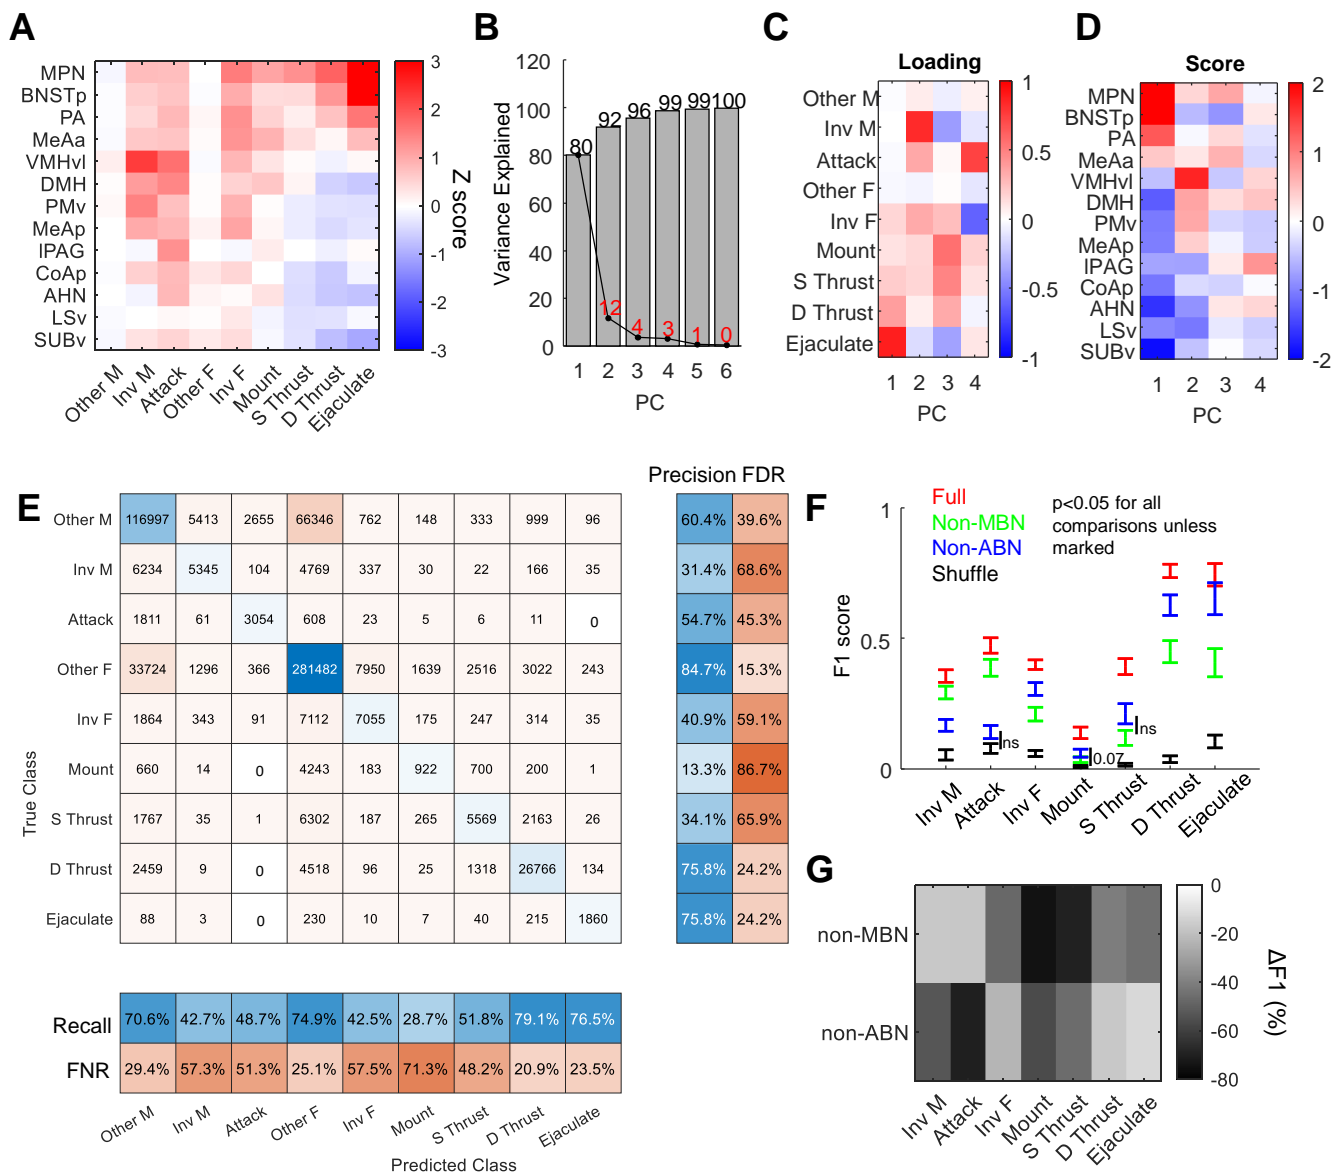 A
MPN
BNSTp
PA
MeAa
VMHvl
DMH
PMv
MeAp
lPAG
CoAp
AHN
LSv
SUBv
Other M
Inv M
Attack
Other F
Inv F
Mount
S Thrust
D Thrust
Ejaculate
3
2
1
0
-1
-2
-3
Z score
B
Variance Explained
120
100
80
60
40
20
0
80
92
96
99
99
100
12
4
3
1
0
1 2 3 4 5 6
PC
C
Loading
Other M
Inv M
Attack
Other F
Inv F
Mount
S Thrust
D Thrust
Ejaculate
1 2 3 4
PC
1
0.5
0
-0.5
-1
D
Score
MPN
BNSTp
PA
MeAa
VMHvl
DMH
PMv
MeAp
lPAG
CoAp
AHN
LSv
SUBv
1 2 3 4
PC
2
1
0
-1
-2
E
Precision FDR
True Class
Other M 116997 5413 2655 66346 762 148 333 999 96 60.4% 39.6%
Inv M 6234 5345 104 4769 337 30 22 166 35 31.4% 68.6%
Attack 1811 61 3054 608 23 5 6 11 0 54.7% 45.3%
Other F 33724 1296 366 281482 7950 1639 2516 3022 243 84.7% 15.3%
Inv F 1864 343 91 7112 7055 175 247 314 35 40.9% 59.1%
Mount 660 14 0 4243 183 922 700 200 1 13.3% 86.7%
S Thrust 1767 35 1 6302 187 265 5569 2163 26 34.1% 65.9%
D Thrust 2459 9 0 4518 96 25 1318 26766 134 75.8% 24.2%
Ejaculate 88 3 0 230 10 7 40 215 1860 75.8% 24.2%
Recall 70.6% 42.7% 48.7% 74.9% 42.5% 28.7% 51.8% 79.1% 76.5%
FNR 29.4% 57.3% 51.3% 25.1% 57.5% 71.3% 48.2% 20.9% 23.5%
Other M
Inv M
Attack
Other F
Inv F
Mount
S Thrust
D Thrust
Ejaculate
Predicted Class
F
Full
Non-MBN
Non-ABN
Shuffle
p<0.05 for all
comparisons unless
marked
F1 score
1
0.5
0
ns
0.07
ns
Inv M
Attack
Inv F
Mount
S Thrust
D Thrust
Ejaculate
G
non-MBN
non-ABN
Inv M
Attack
Inv F
Mount
S Thrust
D Thrust
Ejaculate
0
-20
-40
-60
-80
ΔF1 (%)